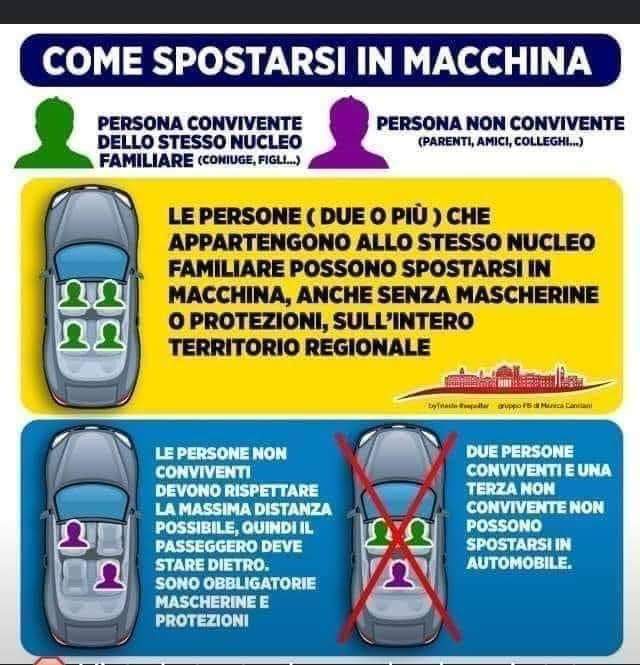 COME SPOSTARSI IN MACCHINA
PERSONA CONVIVENTE
DELLO STESSO NUCLEO
FAMILIARE (CONIUGE, FIGLI...)
PERSONA NON CONVIVENTE
(PARENTI, AMICI, COLLEGHI...)
LE PERSONE ( DUE O PIÙ ) CHE
APPARTENGONO ALLO STESSO NUCLEO
FAMILIARE POSSONO SPOSTARSI IN
MACCHINA, ANCHE SENZA MASCHERINE
O PROTEZIONI, SULL'INTERO
TERRITORIO REGIONALE
gruppo FB di
LE PERSONE NON
CONVIVENTI
DEVONO RISPETTARE
LA MASSIMA DISTANZA
POSSIBILE, QUINDI IL
PASSEGGERO DEVE
STARE DIETRO.
SONO OBBLIGATORIE
MASCHERINE E
PROTEZIONI
DUE PERSONE
CONVIVENTI E UNA
TERZA NON
CONVIVENTE NON
POSSONO
SPOSTARSI IN
AUTOMOBILE.